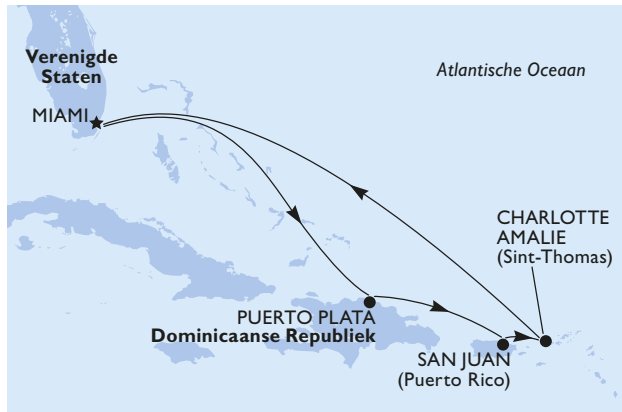 Verenigde
Staten
Atlantische Oceaan
MIAMI
CHARLOTTE
AMALIE
(Sint-Thomas)
PUERTO PLATA
Dominicaanse Republiek
SAN JUAN
(Puerto Rico)